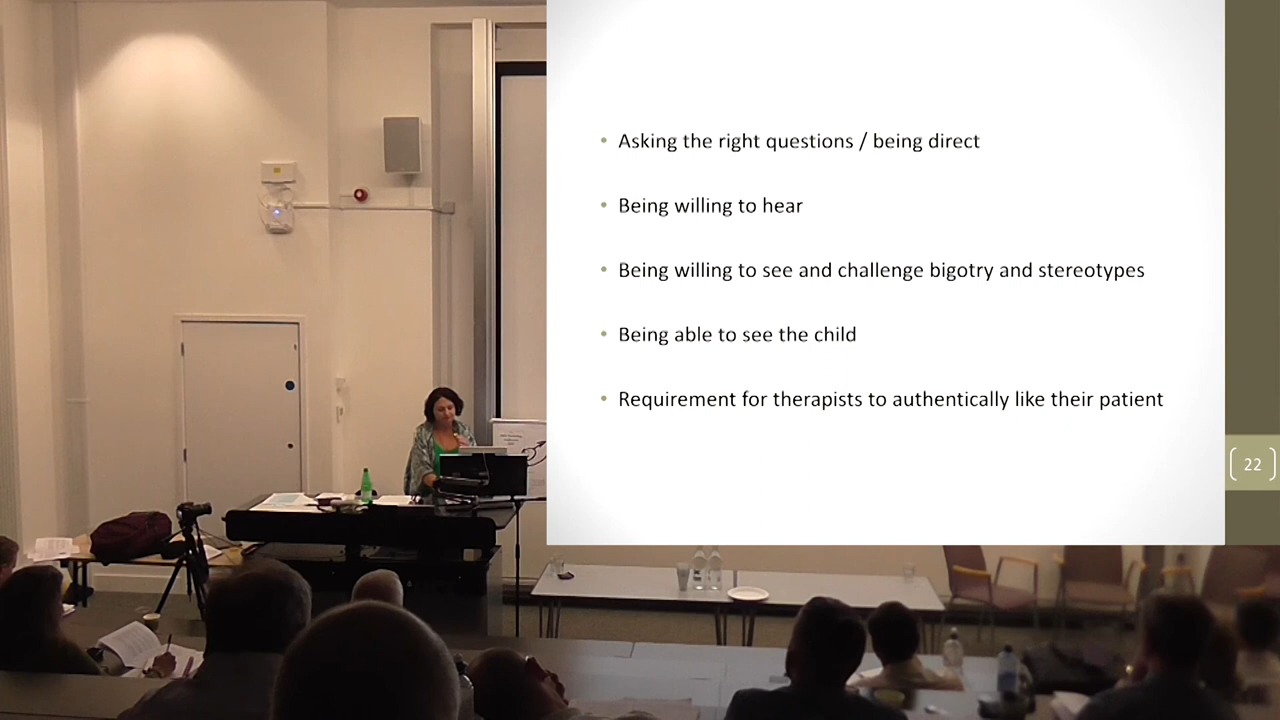 • Asking the right questions / being direct
• Being willing to hear
• Being willing to see and challenge bigotry and stereotypes
• Being able to see the child
• Requirement for therapists to authentically like their patient
22